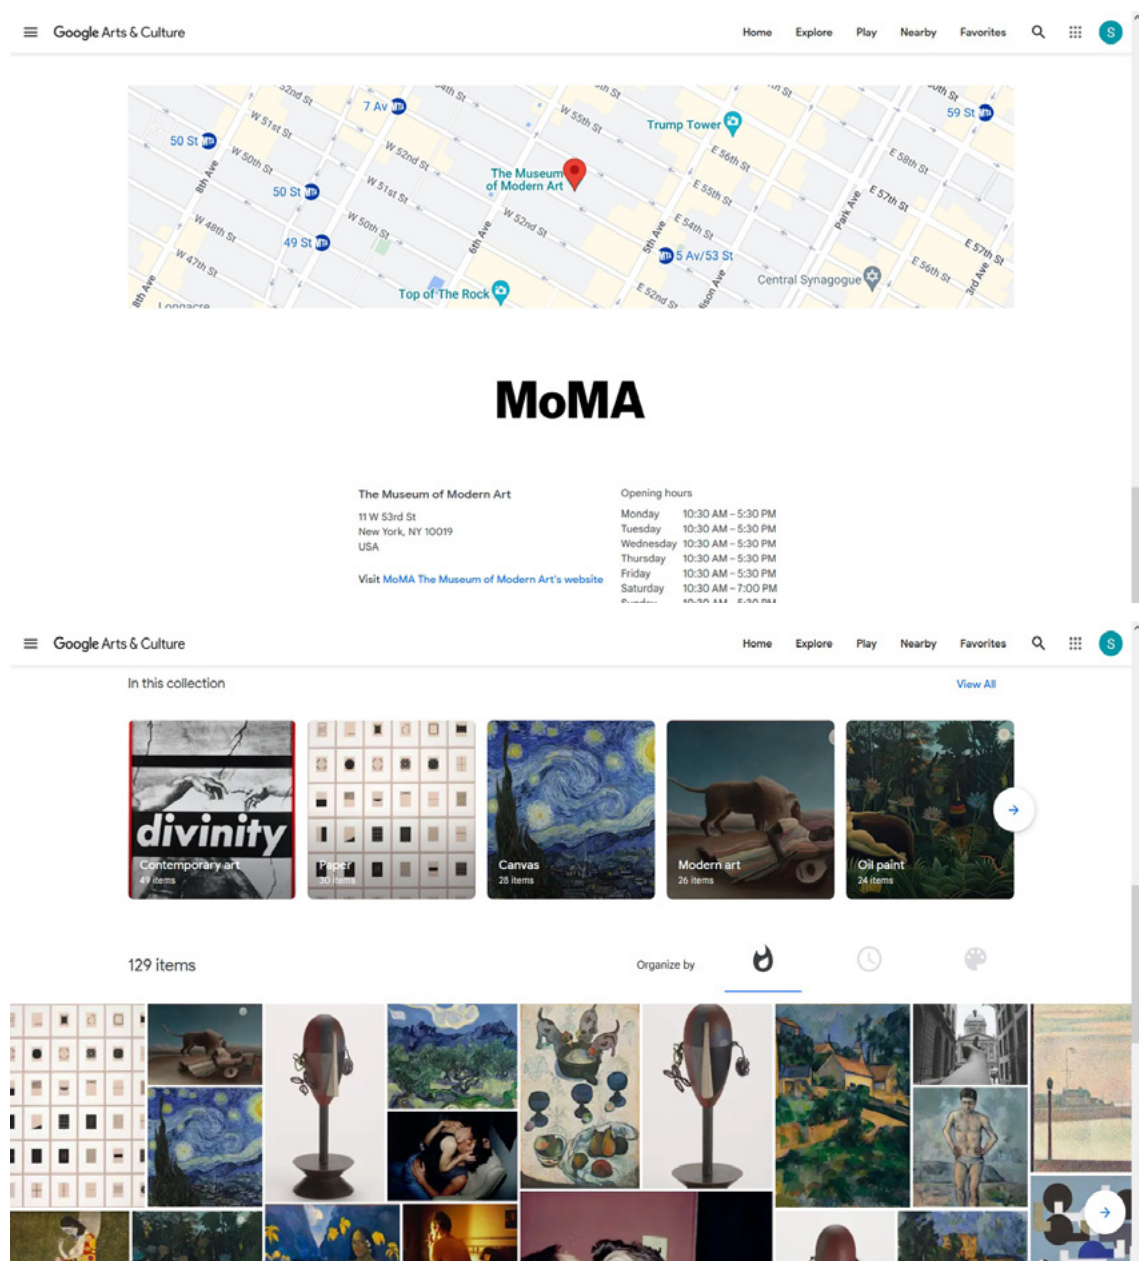 Google Arts & Culture
Home Explore Play Nearby Favorites
S
52nd St
7 Av
W 55th St
Trump Tower
59 St
W 51st St
50 St
W 50th St
8th Ave
W 52nd St
E 56th St
E 58th St
The Museum
of Modern Art
50 St
W 51st St
E 55th St
Park Ave
E 57th St
W 48th St
W 50th St
W 52nd St
49 St
6th Ave
5th Ave
E 54th St
5 Av/53 St
E 57th St
W 47th St
E 56th St
Central Synagogue
3rd Ave
8th Ave
Top of The Rock
E 52nd St
MoMA
The Museum of Modern Art
11 W 53rd St
New York, NY 10019
USA
Visit MoMA The Museum of Modern Art's website
Opening hours
Monday 10:30 AM – 5:30 PM
Tuesday 10:30 AM – 5:30 PM
Wednesday 10:30 AM – 5:30 PM
Thursday 10:30 AM – 5:30 PM
Friday 10:30 AM – 5:30 PM
Saturday 10:30 AM – 7:00 PM
Google Arts & Culture
Home Explore Play Nearby Favorites
S
In this collection
View All
divinity
Contemporary art
49 items
Paper
30 items
Canvas
28 items
Modern art
26 items
Oil paint
24 items
129 items
Organize by